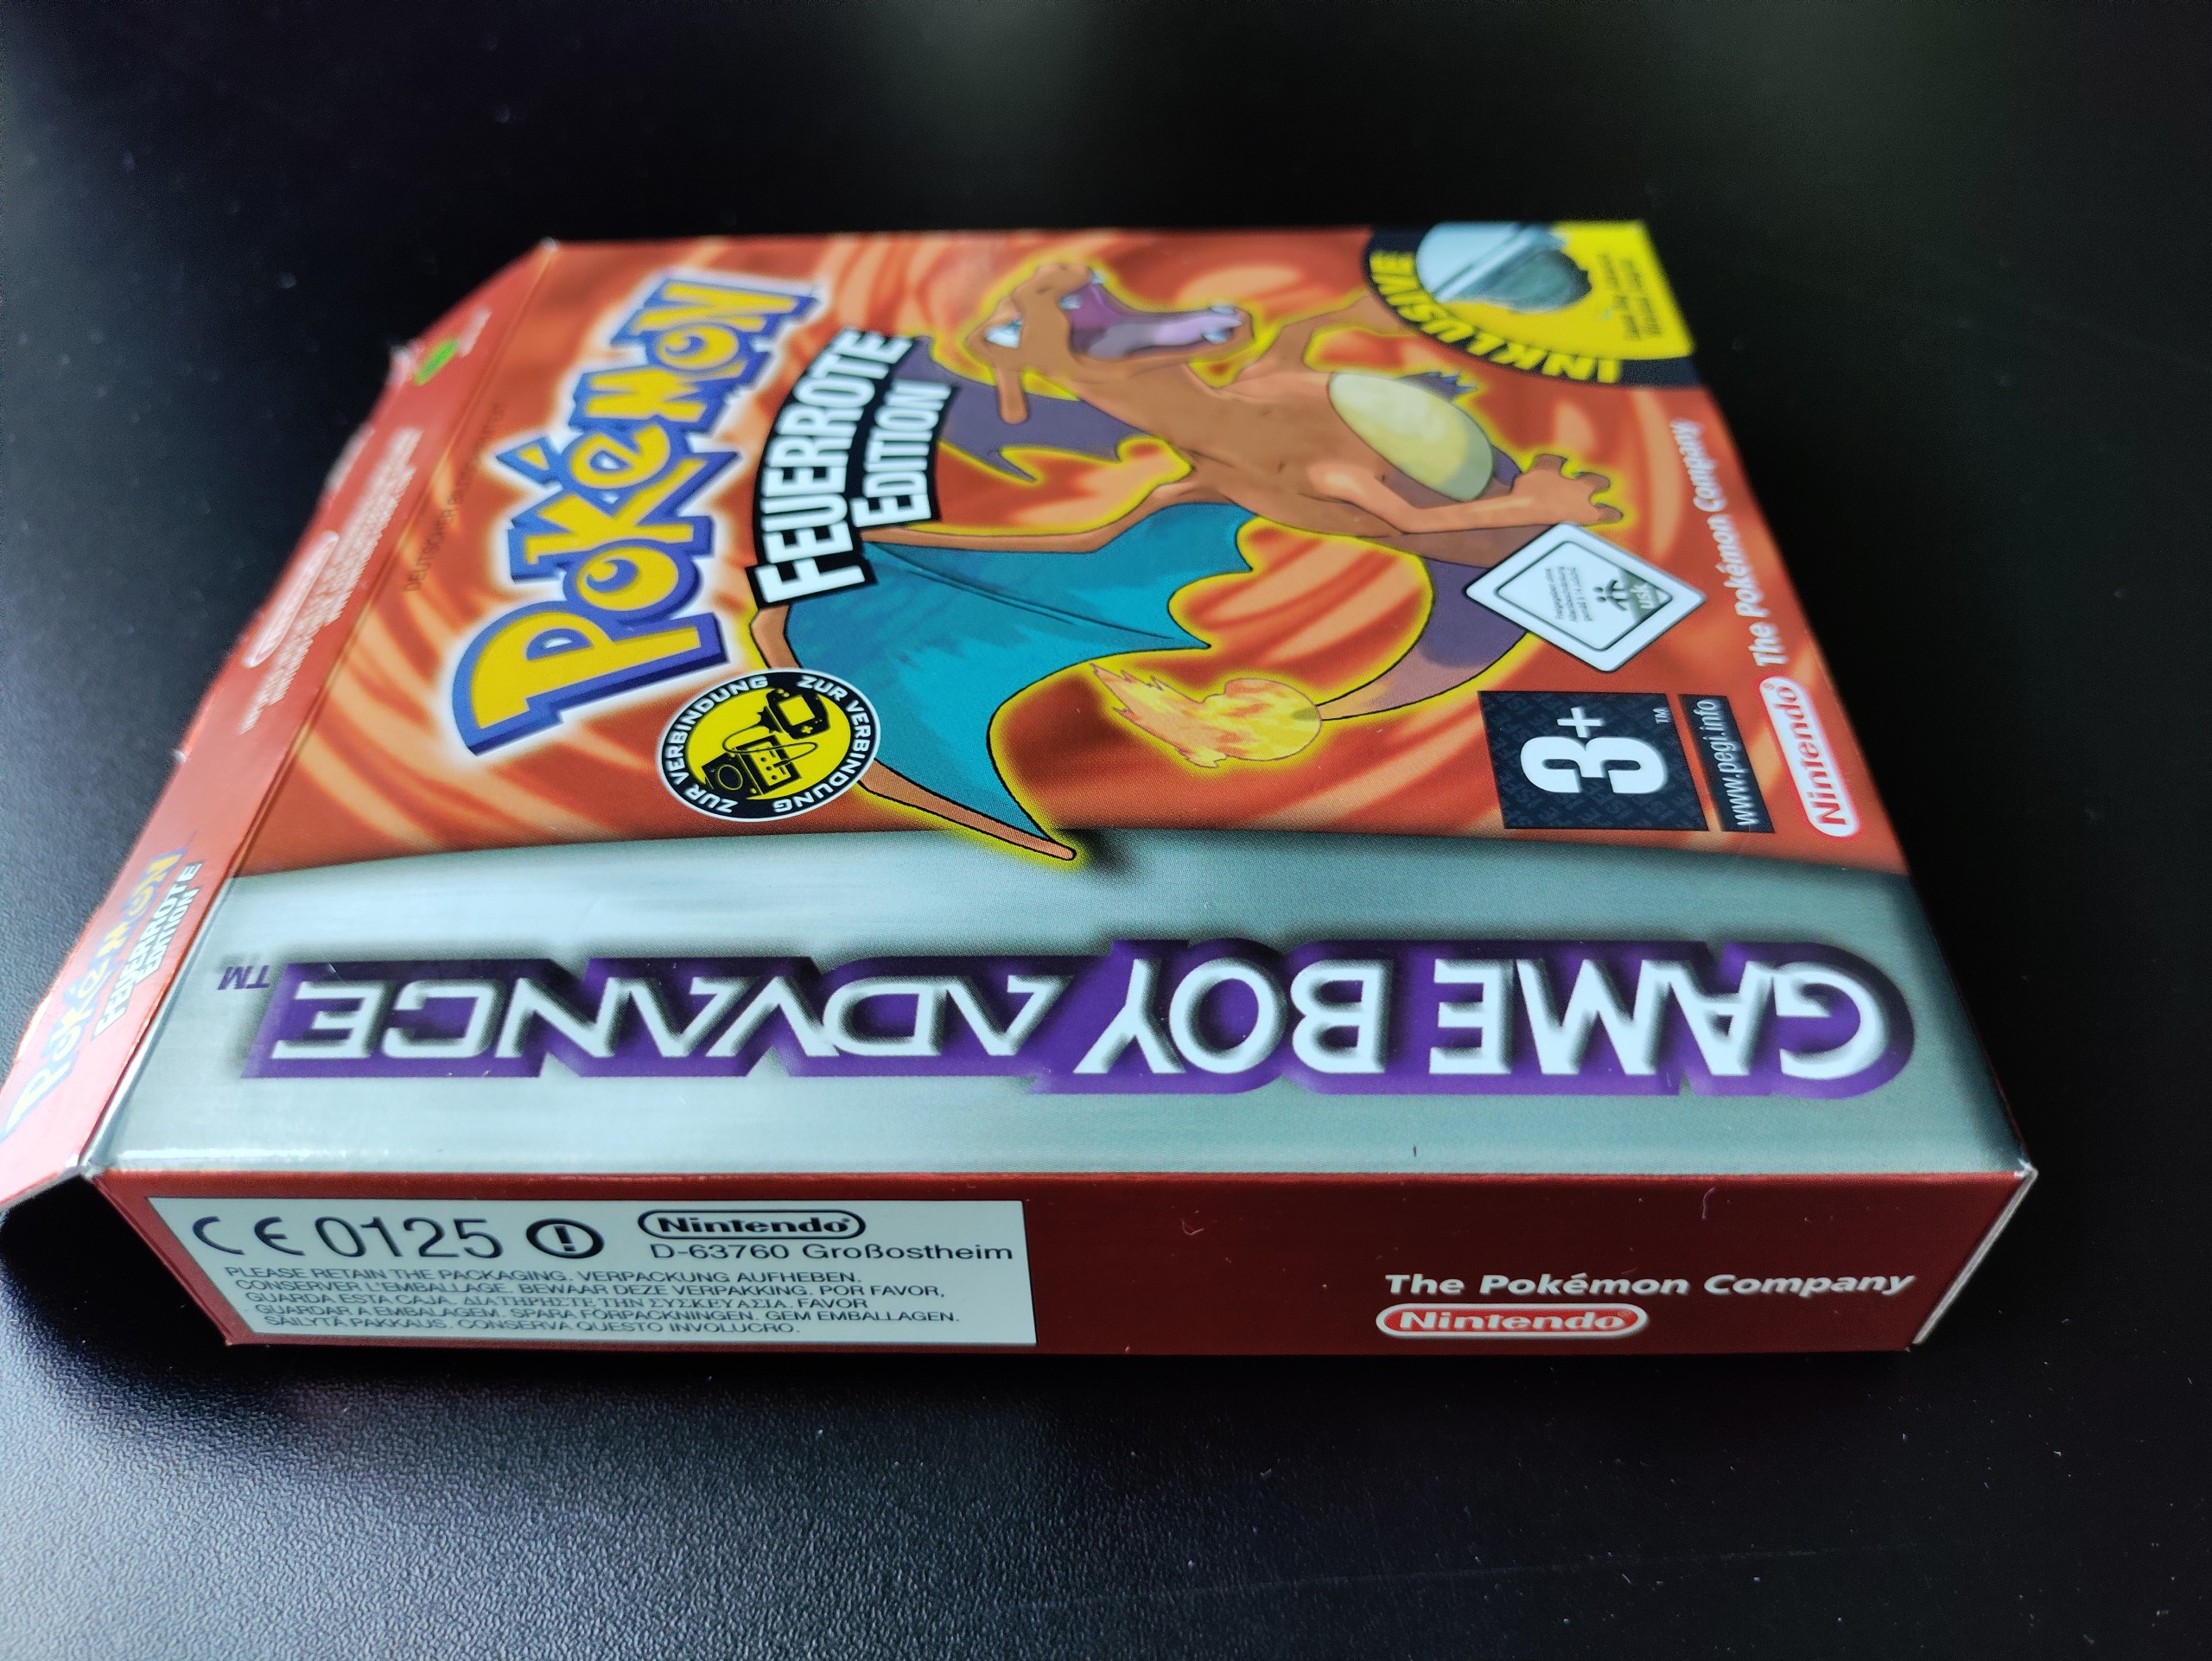 Pokémon
FEUERROTE
EDITION
INKLUSIVE
ZUR VERBINDUNG
ZUR VERBINDUNG
usk
3+
TM
www.pegi.info
Nintendo The Pokémon Company
GAME BOY ADVANCE TM
Pokémon
FEUERROTE
EDITION
CE 0125
Nintendo
D-63760 Großostheim
PLEASE RETAIN THE PACKAGING. VERPACKUNG AUFHEBEN.
CONSERVER L'EMBALLAGE. BEWAAR DEZE VERPAKKING. POR FAVOR,
GUARDA ESTA CAJA. ΔΙΑΤΗΡΗΣΤΕ ΤΗΝ ΣΥΣΚΕΥΑΣΙΑ. FAVOR
GUARDAR A EMBALAGEM. SPARA FÖRPACKNINGEN. GEM EMBALLAGEN.
SÄILYTÄ PAKKAUS. CONSERVA QUESTO INVOLUCRO.
The Pokémon Company
Nintendo